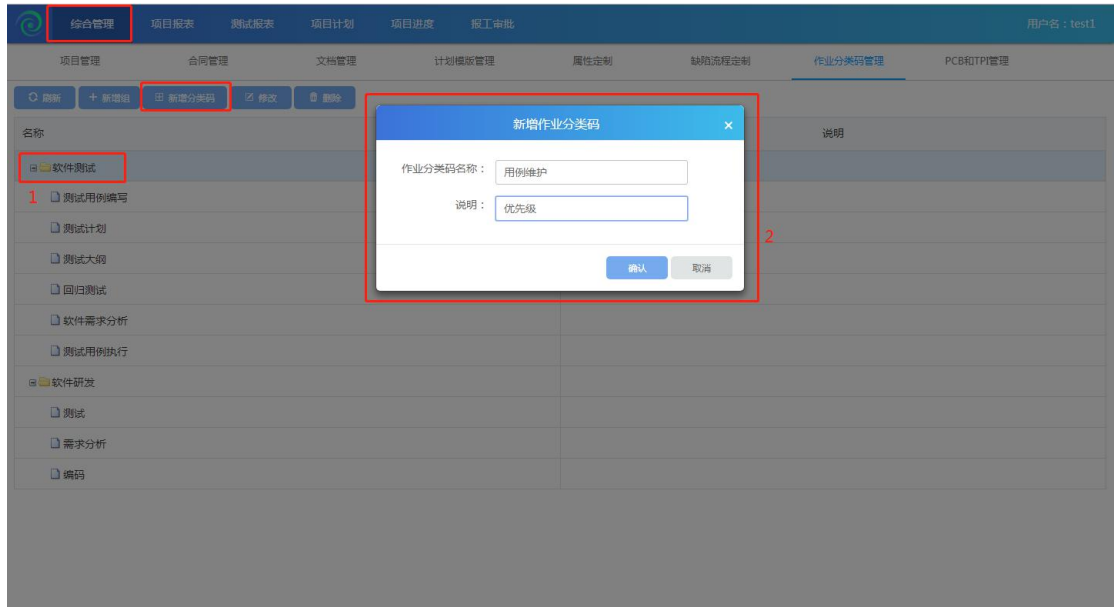 综合管理 项目报表 测试报表 项目计划 项目进度 报工审批 用户名：test1
项目管理 合同管理 文档管理 计划模版管理 属性定制 缺陷流程定制 作业分类码管理 PCB和TPI管理
刷新 新增组 新增分类码 修改 删除
新增作业分类码 ×
名称 说明
作业分类码名称： 用例维护
软件测试
1 测试用例编写
说明： 优先级
测试计划
2
测试大纲
确认 取消
回归测试
软件需求分析
测试用例执行
软件研发
测试
需求分析
编码